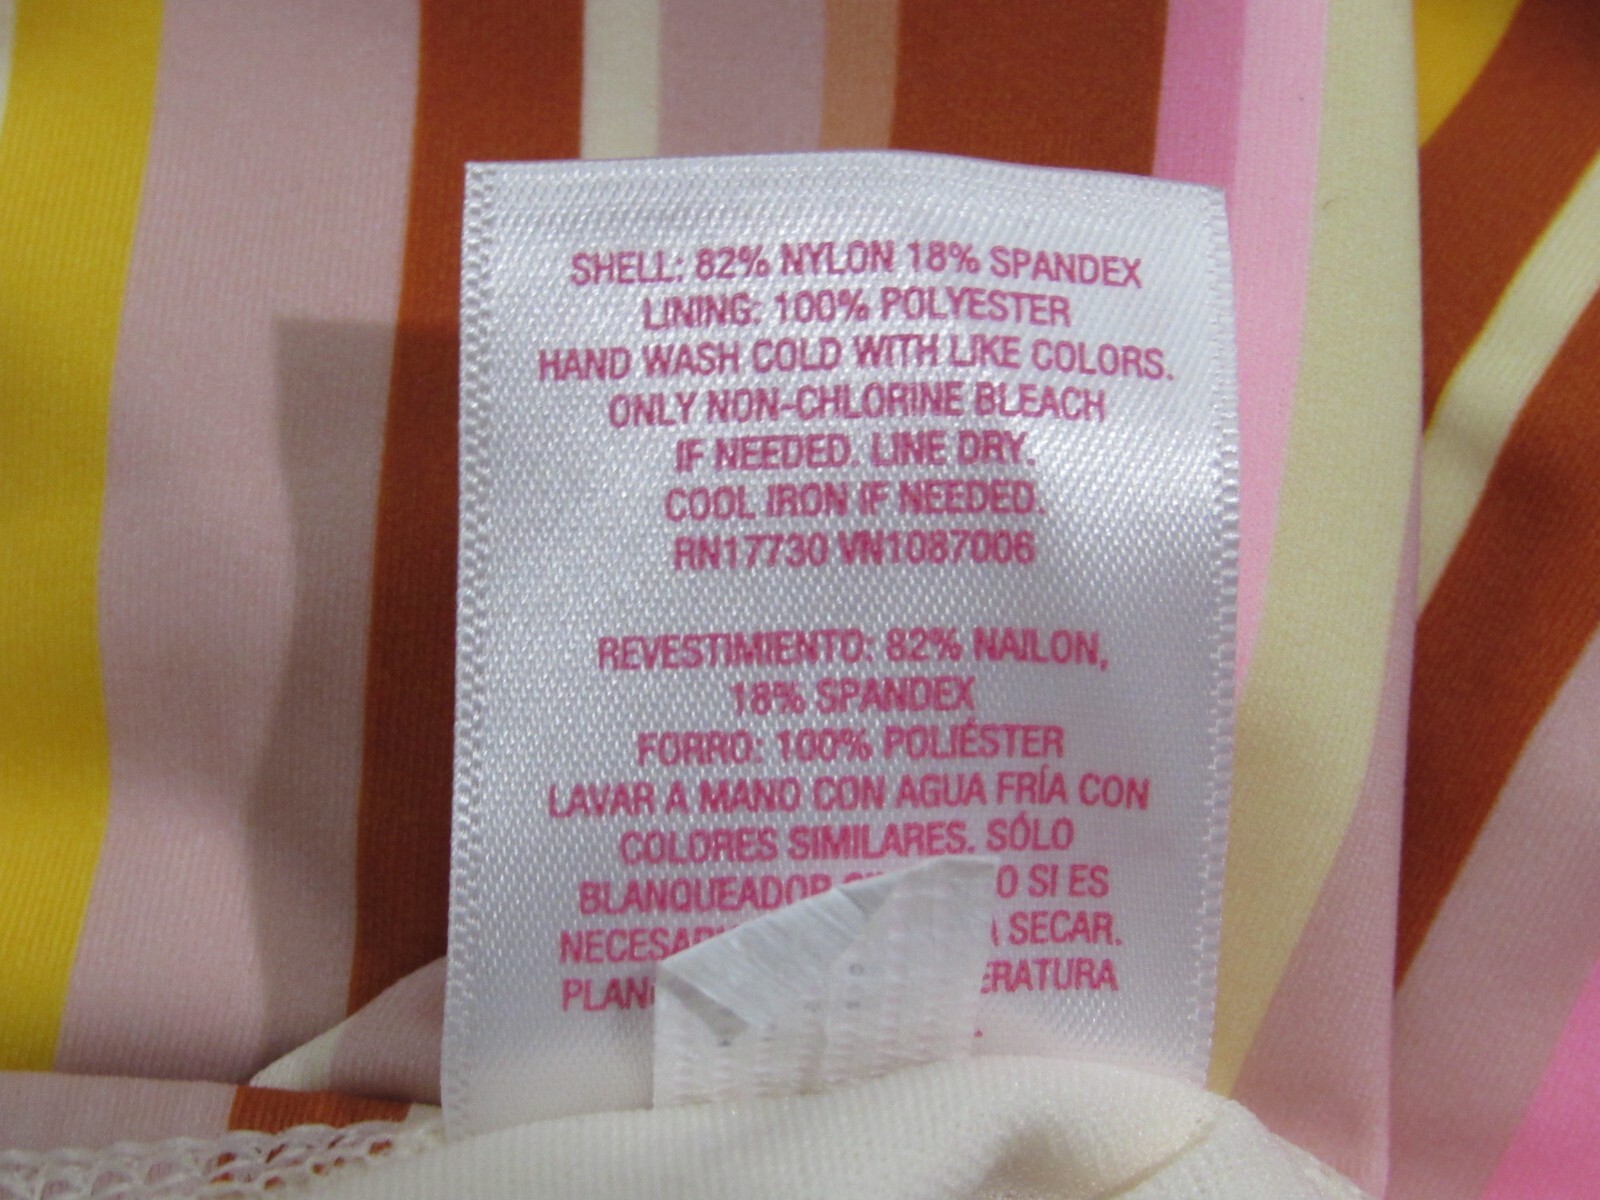 SHELL: 82% NYLON 18% SPANDEX
LINING: 100% POLYESTER
HAND WASH COLD WITH LIKE COLORS.
ONLY NON-CHLORINE BLEACH
IF NEEDED. LINE DRY.
COOL IRON IF NEEDED.
RN17730 VN1087006
REVESTIMIENTO: 82% NAILON,
18% SPANDEX
FORRO: 100% POLIÉSTER
LAVAR A MANO CON AGUA FRÍA CON
COLORES SIMILARES. SÓLO
BLANQUEADOR SI ES
SECAR.